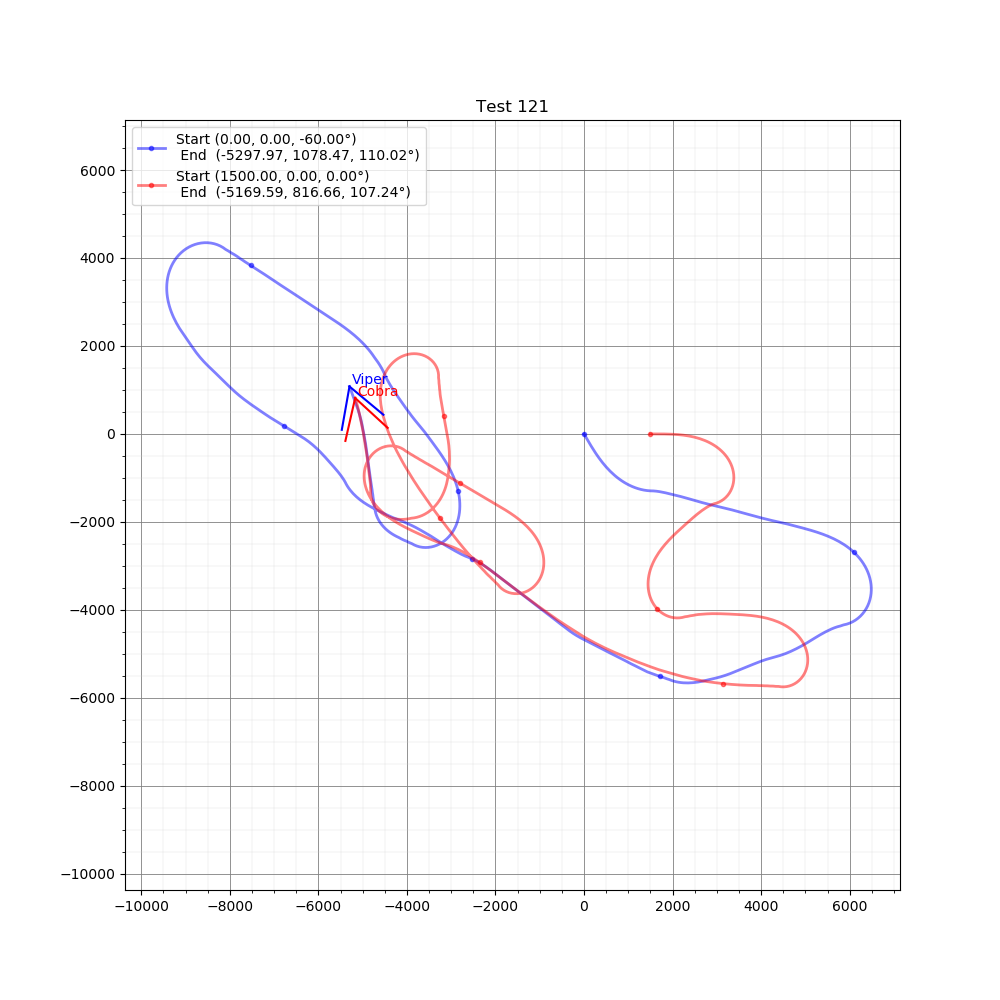 Test 121
Start (0.00, 0.00, -60.00°)
End  (-5297.97, 1078.47, 110.02°)
Start (1500.00, 0.00, 0.00°)
End  (-5169.59, 816.66, 107.24°)
6000
4000
2000
Viper
Cobra
0
−2000
−4000
−6000
−8000
−10000
−10000 −8000 −6000 −4000 −2000 0 2000 4000 6000